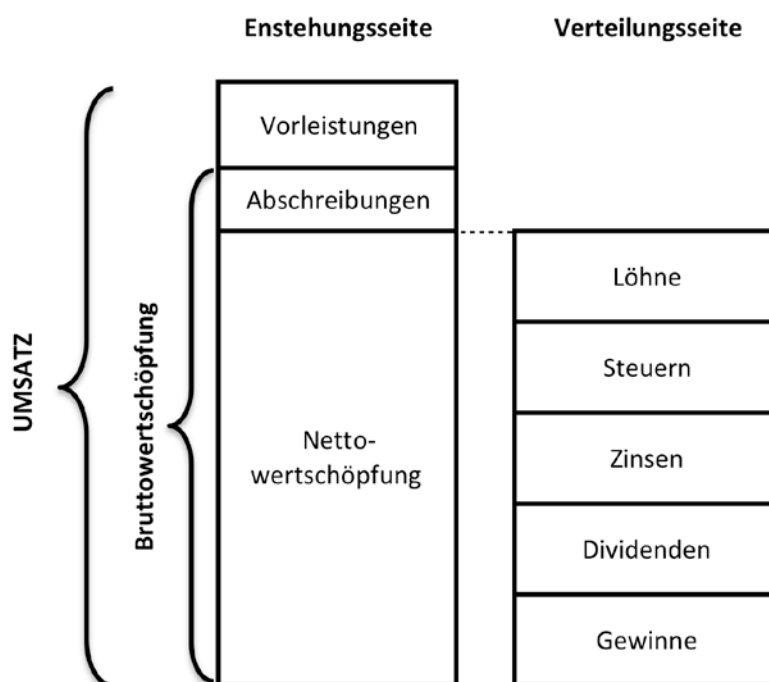 Enstehungsseite
Verteilungsseite
Vorleistungen
Abschreibungen
Netto-
wertschöpfung
UMSATZ
Bruttowertschöpfung
Löhne
Steuern
Zinsen
Dividenden
Gewinne